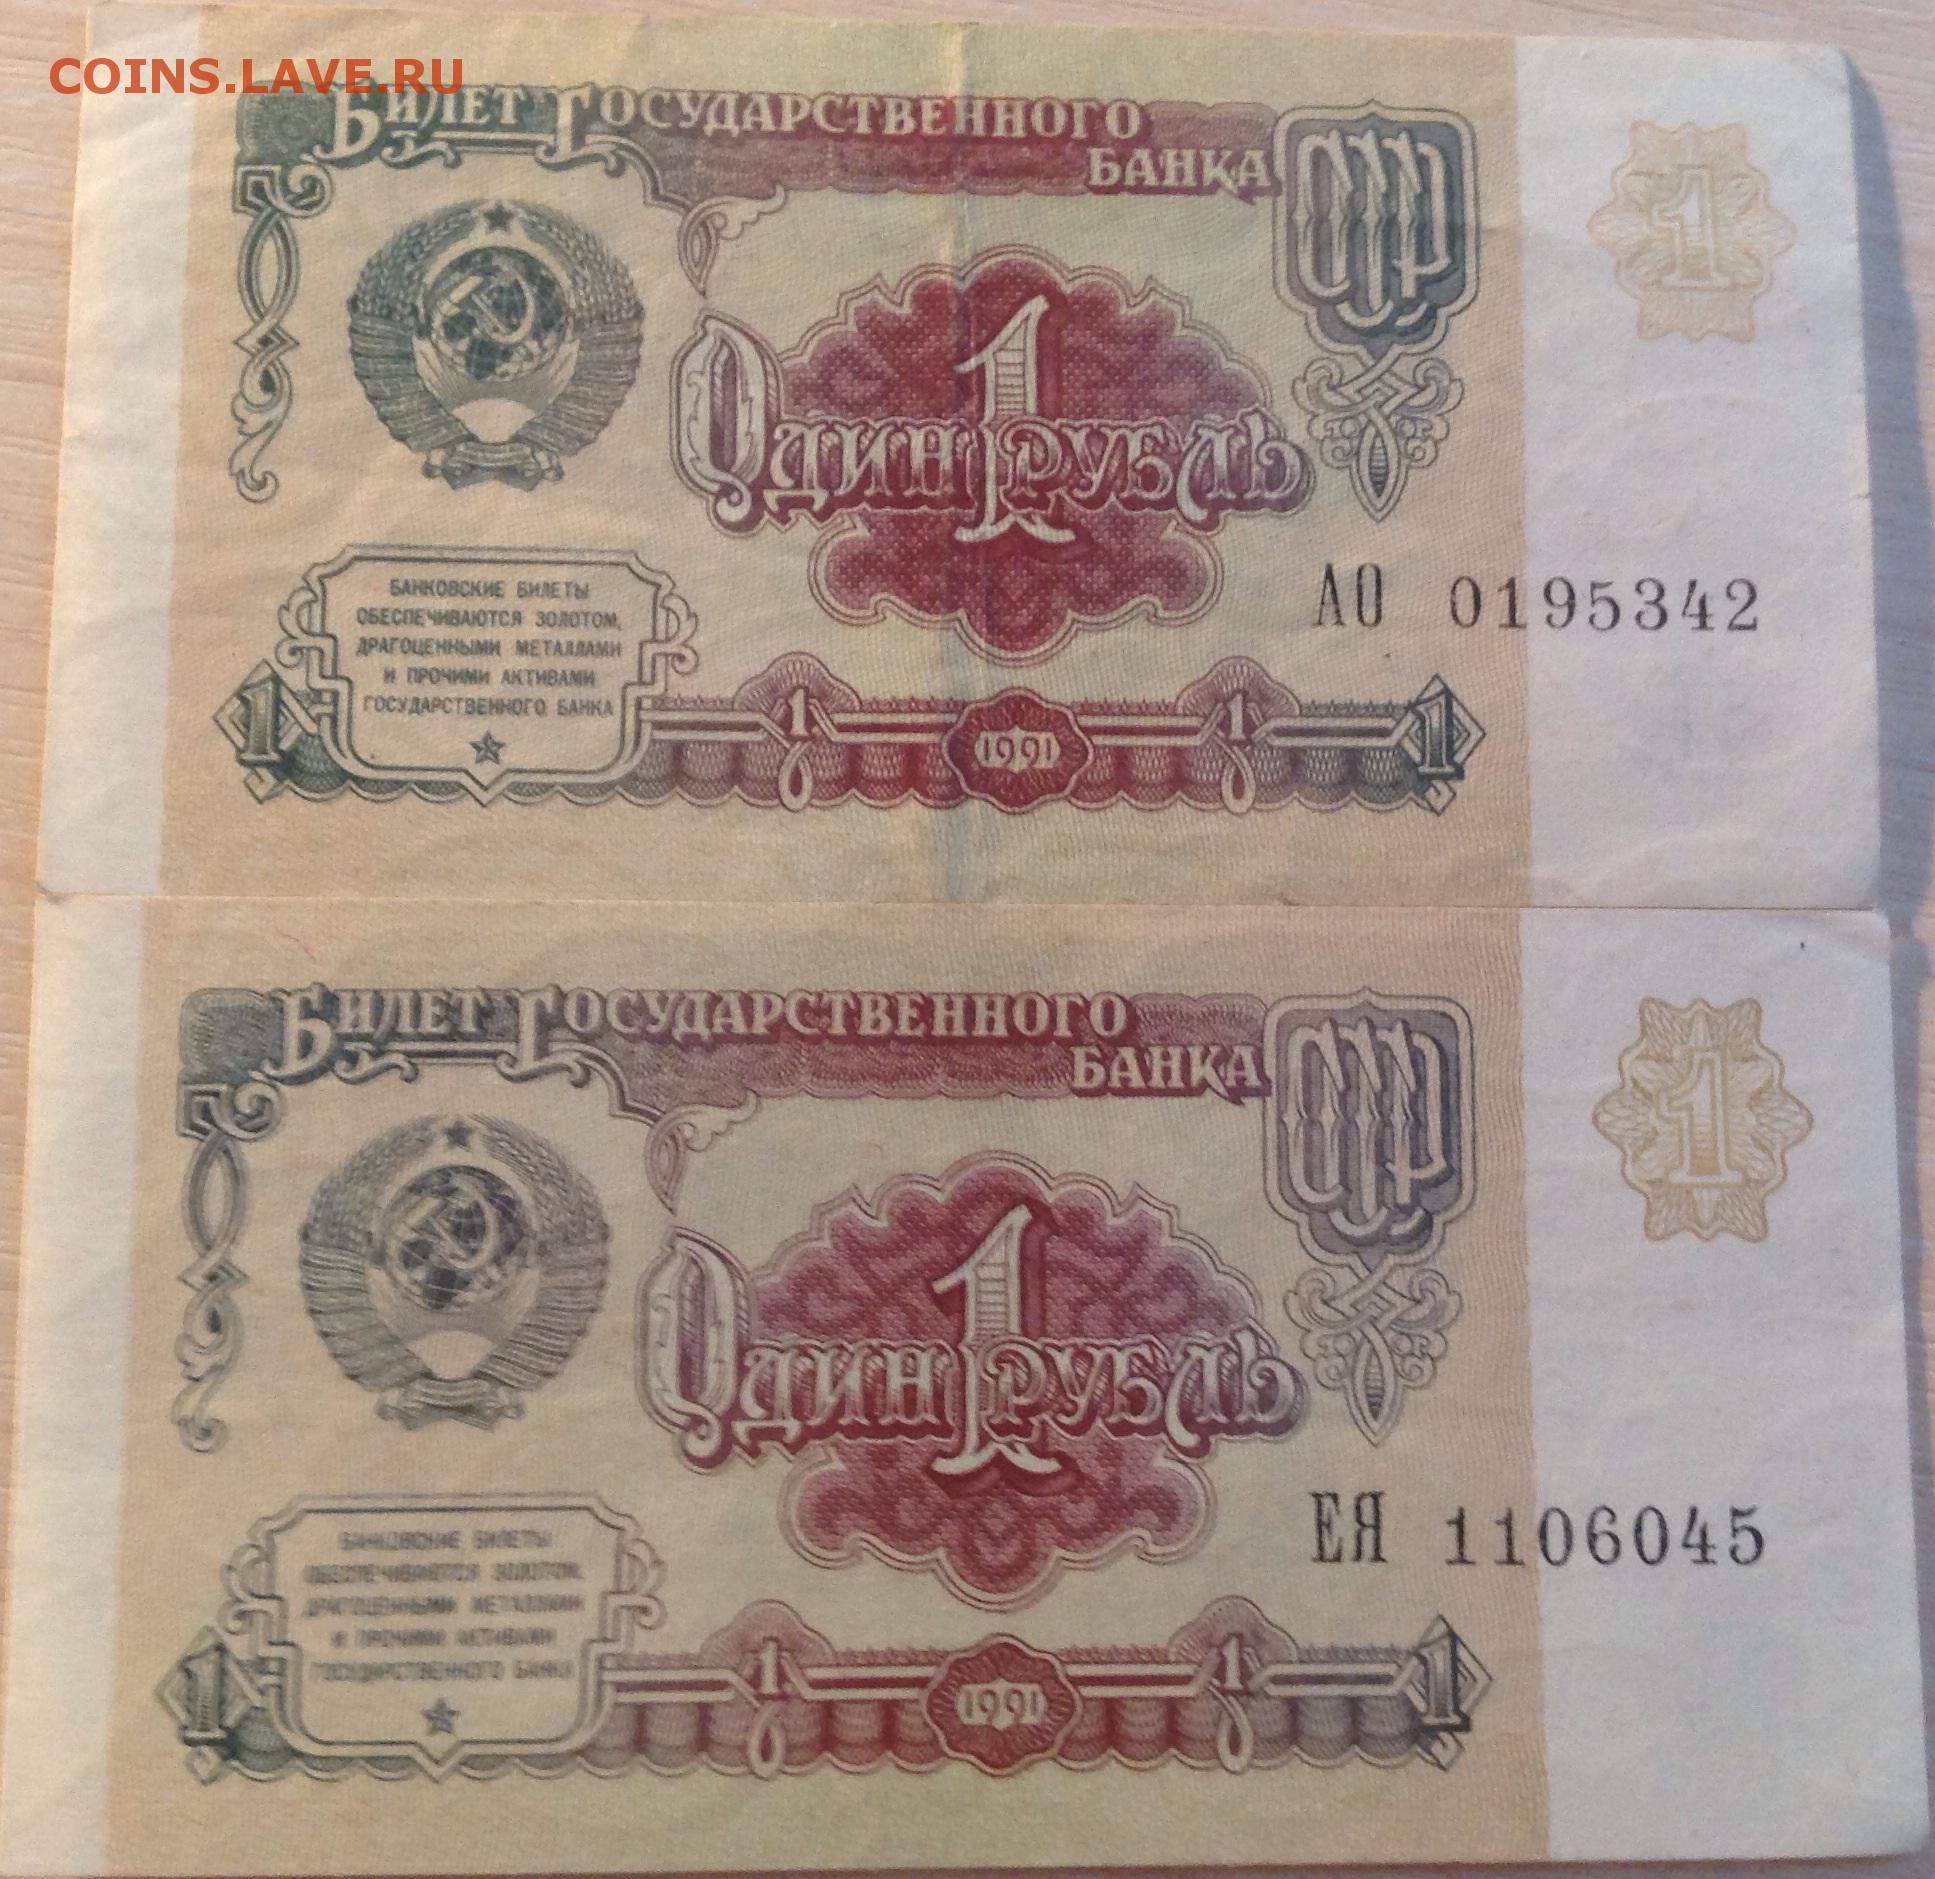 COINS.LAVE.RU
БИЛЕТ ГОСУДАРСТВЕННОГО
БАНКА СССР
1
1
ОДИН РУБЛЬ
АО 0195342
БАНКОВСКИЕ БИЛЕТЫ
ОБЕСПЕЧИВАЮТСЯ ЗОЛОТОМ,
ДРАГОЦЕННЫМИ МЕТАЛЛАМИ
И ПРОЧИМИ АКТИВАМИ
ГОСУДАРСТВЕННОГО БАНКА
1 1 1991 1 1
БИЛЕТ ГОСУДАРСТВЕННОГО
БАНКА СССР
1
1
ОДИН РУБЛЬ
ЕЯ 1106045
БАНКОВСКИЕ БИЛЕТЫ
ОБЕСПЕЧИВАЮТСЯ ЗОЛОТОМ,
ДРАГОЦЕННЫМИ МЕТАЛЛАМИ
И ПРОЧИМИ АКТИВАМИ
ГОСУДАРСТВЕННОГО БАНКА
1 1 1991 1 1